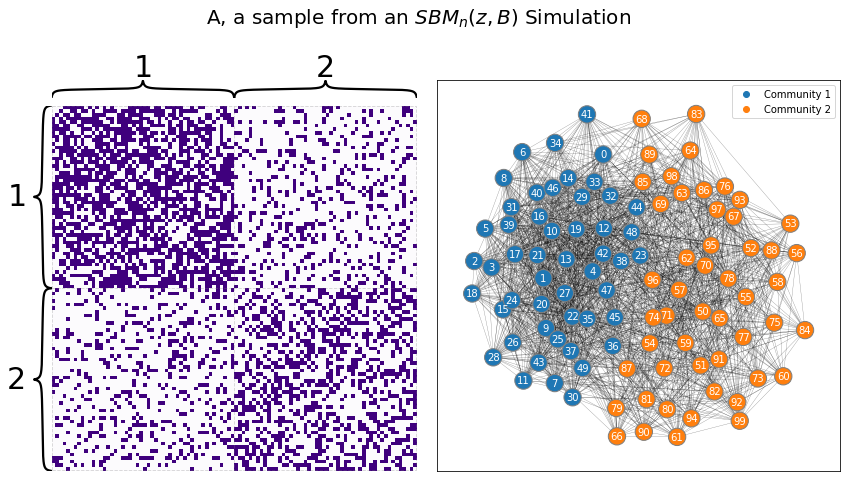 A, a sample from an SBMₙ(z, B) Simulation
1 2
1
2
Community 1
Community 2
41 83
68
34
6 0 89 64
8 14 98
33 85
46 86 76
40 29 32 63
93
31 44 69 97
16 67
39 53
5 10 19 12 48
95 52 88
17 21 42 23 56
2 13 38 62
3 4 70
1 96 78 58
18 27 47 57 55
24 20
15 50
22 35 45 74 71 65
75
9 84
25 77
26 36 54 59
37
28 91
43 49 87 72 51
11 7 73 60
30 82
79 81 80 92
94 99
66 90 61